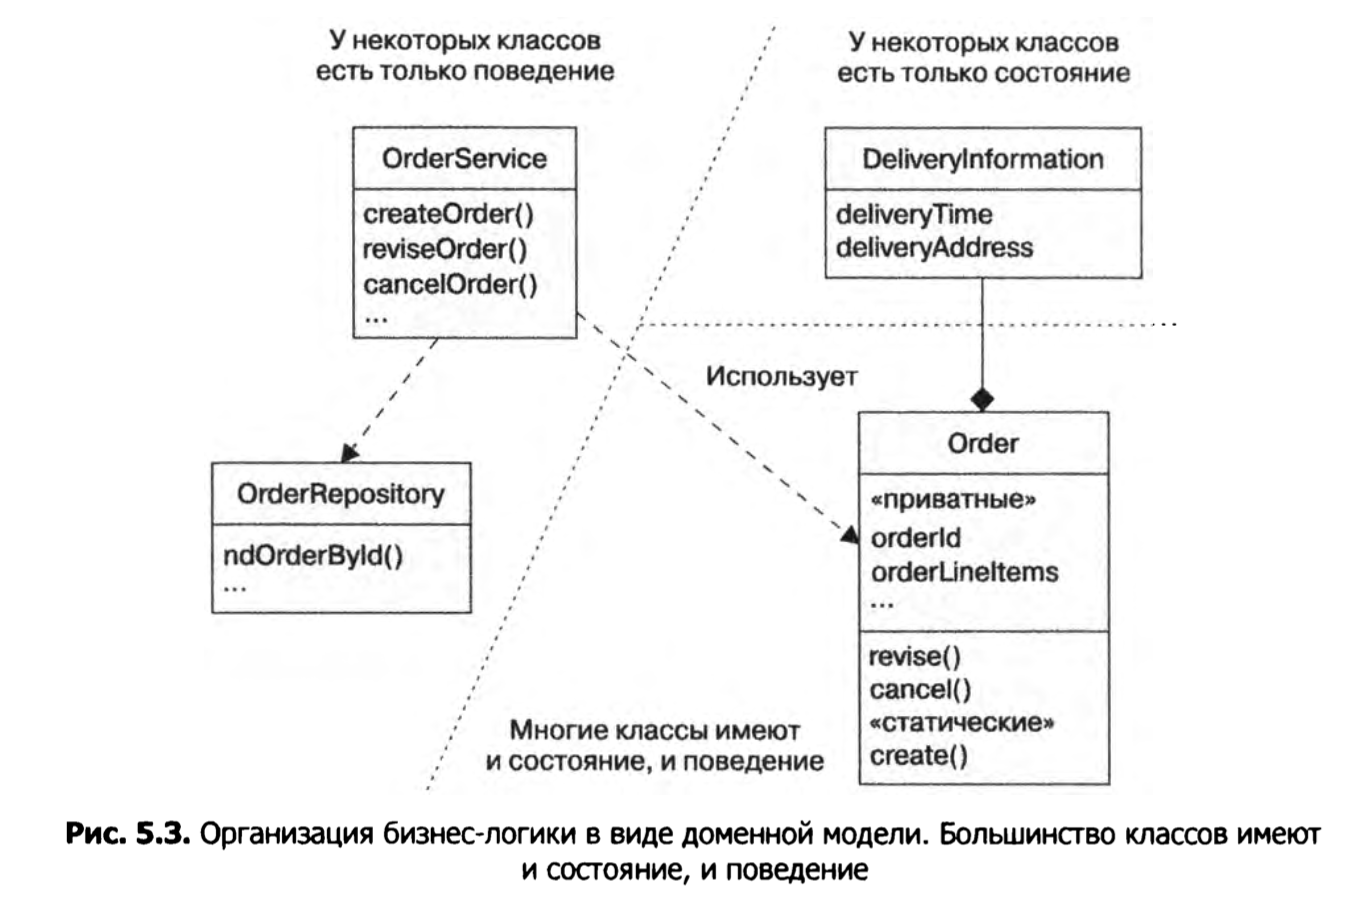 У некоторых классов
есть только поведение
У некоторых классов
есть только состояние
OrderService
createOrder()
reviseOrder()
cancelOrder()
...
DeliveryInformation
deliveryTime
deliveryAddress
Использует
OrderRepository
ndOrderById()
...
Order
«приватные»
orderId
orderLineItems
...
revise()
cancel()
«статические»
create()
Многие классы имеют
и состояние, и поведение
Рис. 5.3. Организация бизнес-логики в виде доменной модели. Большинство классов имеют
и состояние, и поведение